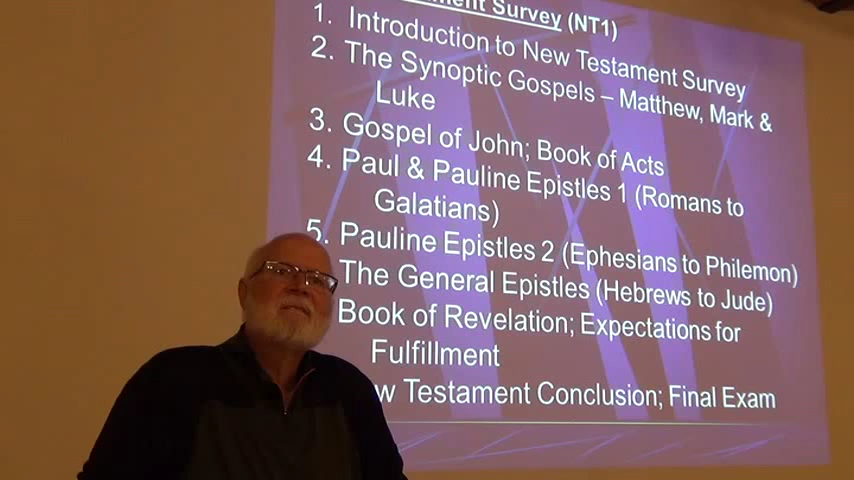 ment Survey (NT1)
1. Introduction to New Testament Survey
2. The Synoptic Gospels – Matthew, Mark &
Luke
3. Gospel of John; Book of Acts
4. Paul & Pauline Epistles 1 (Romans to
Galatians)
5. Pauline Epistles 2 (Ephesians to Philemon)
The General Epistles (Hebrews to Jude)
Book of Revelation; Expectations for
Fulfillment
w Testament Conclusion; Final Exam